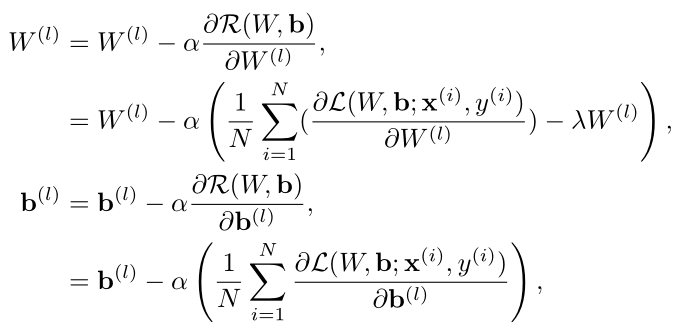 $W^{(l)} = W^{(l)} - \alpha \frac{\partial \mathcal{R}(W, \mathbf{b})}{\partial W^{(l)}},$
$= W^{(l)} - \alpha \left( \frac{1}{N} \sum_{i=1}^{N} (\frac{\partial \mathcal{L}(W, \mathbf{b}; \mathbf{x}^{(i)}, y^{(i)})}{\partial W^{(l)}}) - \lambda W^{(l)} \right),$
$\mathbf{b}^{(l)} = \mathbf{b}^{(l)} - \alpha \frac{\partial \mathcal{R}(W, \mathbf{b})}{\partial \mathbf{b}^{(l)}},$
$= \mathbf{b}^{(l)} - \alpha \left( \frac{1}{N} \sum_{i=1}^{N} \frac{\partial \mathcal{L}(W, \mathbf{b}; \mathbf{x}^{(i)}, y^{(i)})}{\partial \mathbf{b}^{(l)}} \right),$